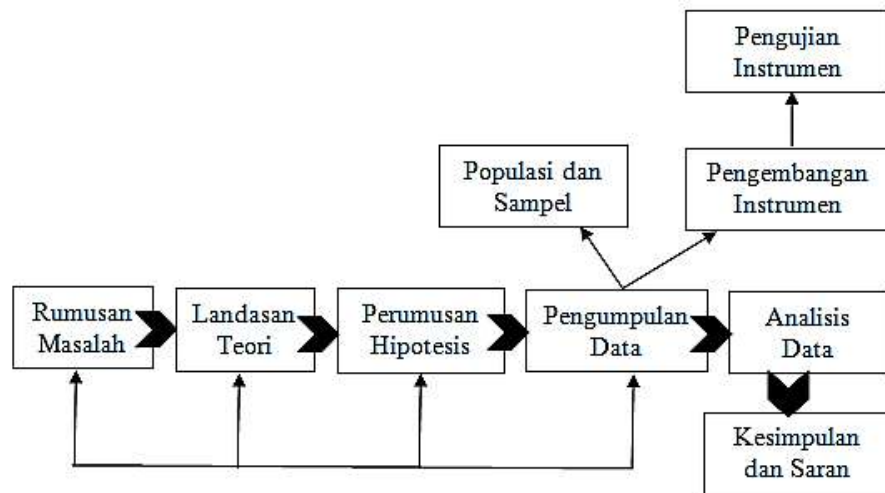 Pengujian
Instrumen
Populasi dan
Sampel
Pengembangan
Instrumen
Rumusan
Masalah
Landasan
Teori
Perumusan
Hipotesis
Pengumpulan
Data
Analisis
Data
Kesimpulan
dan Saran